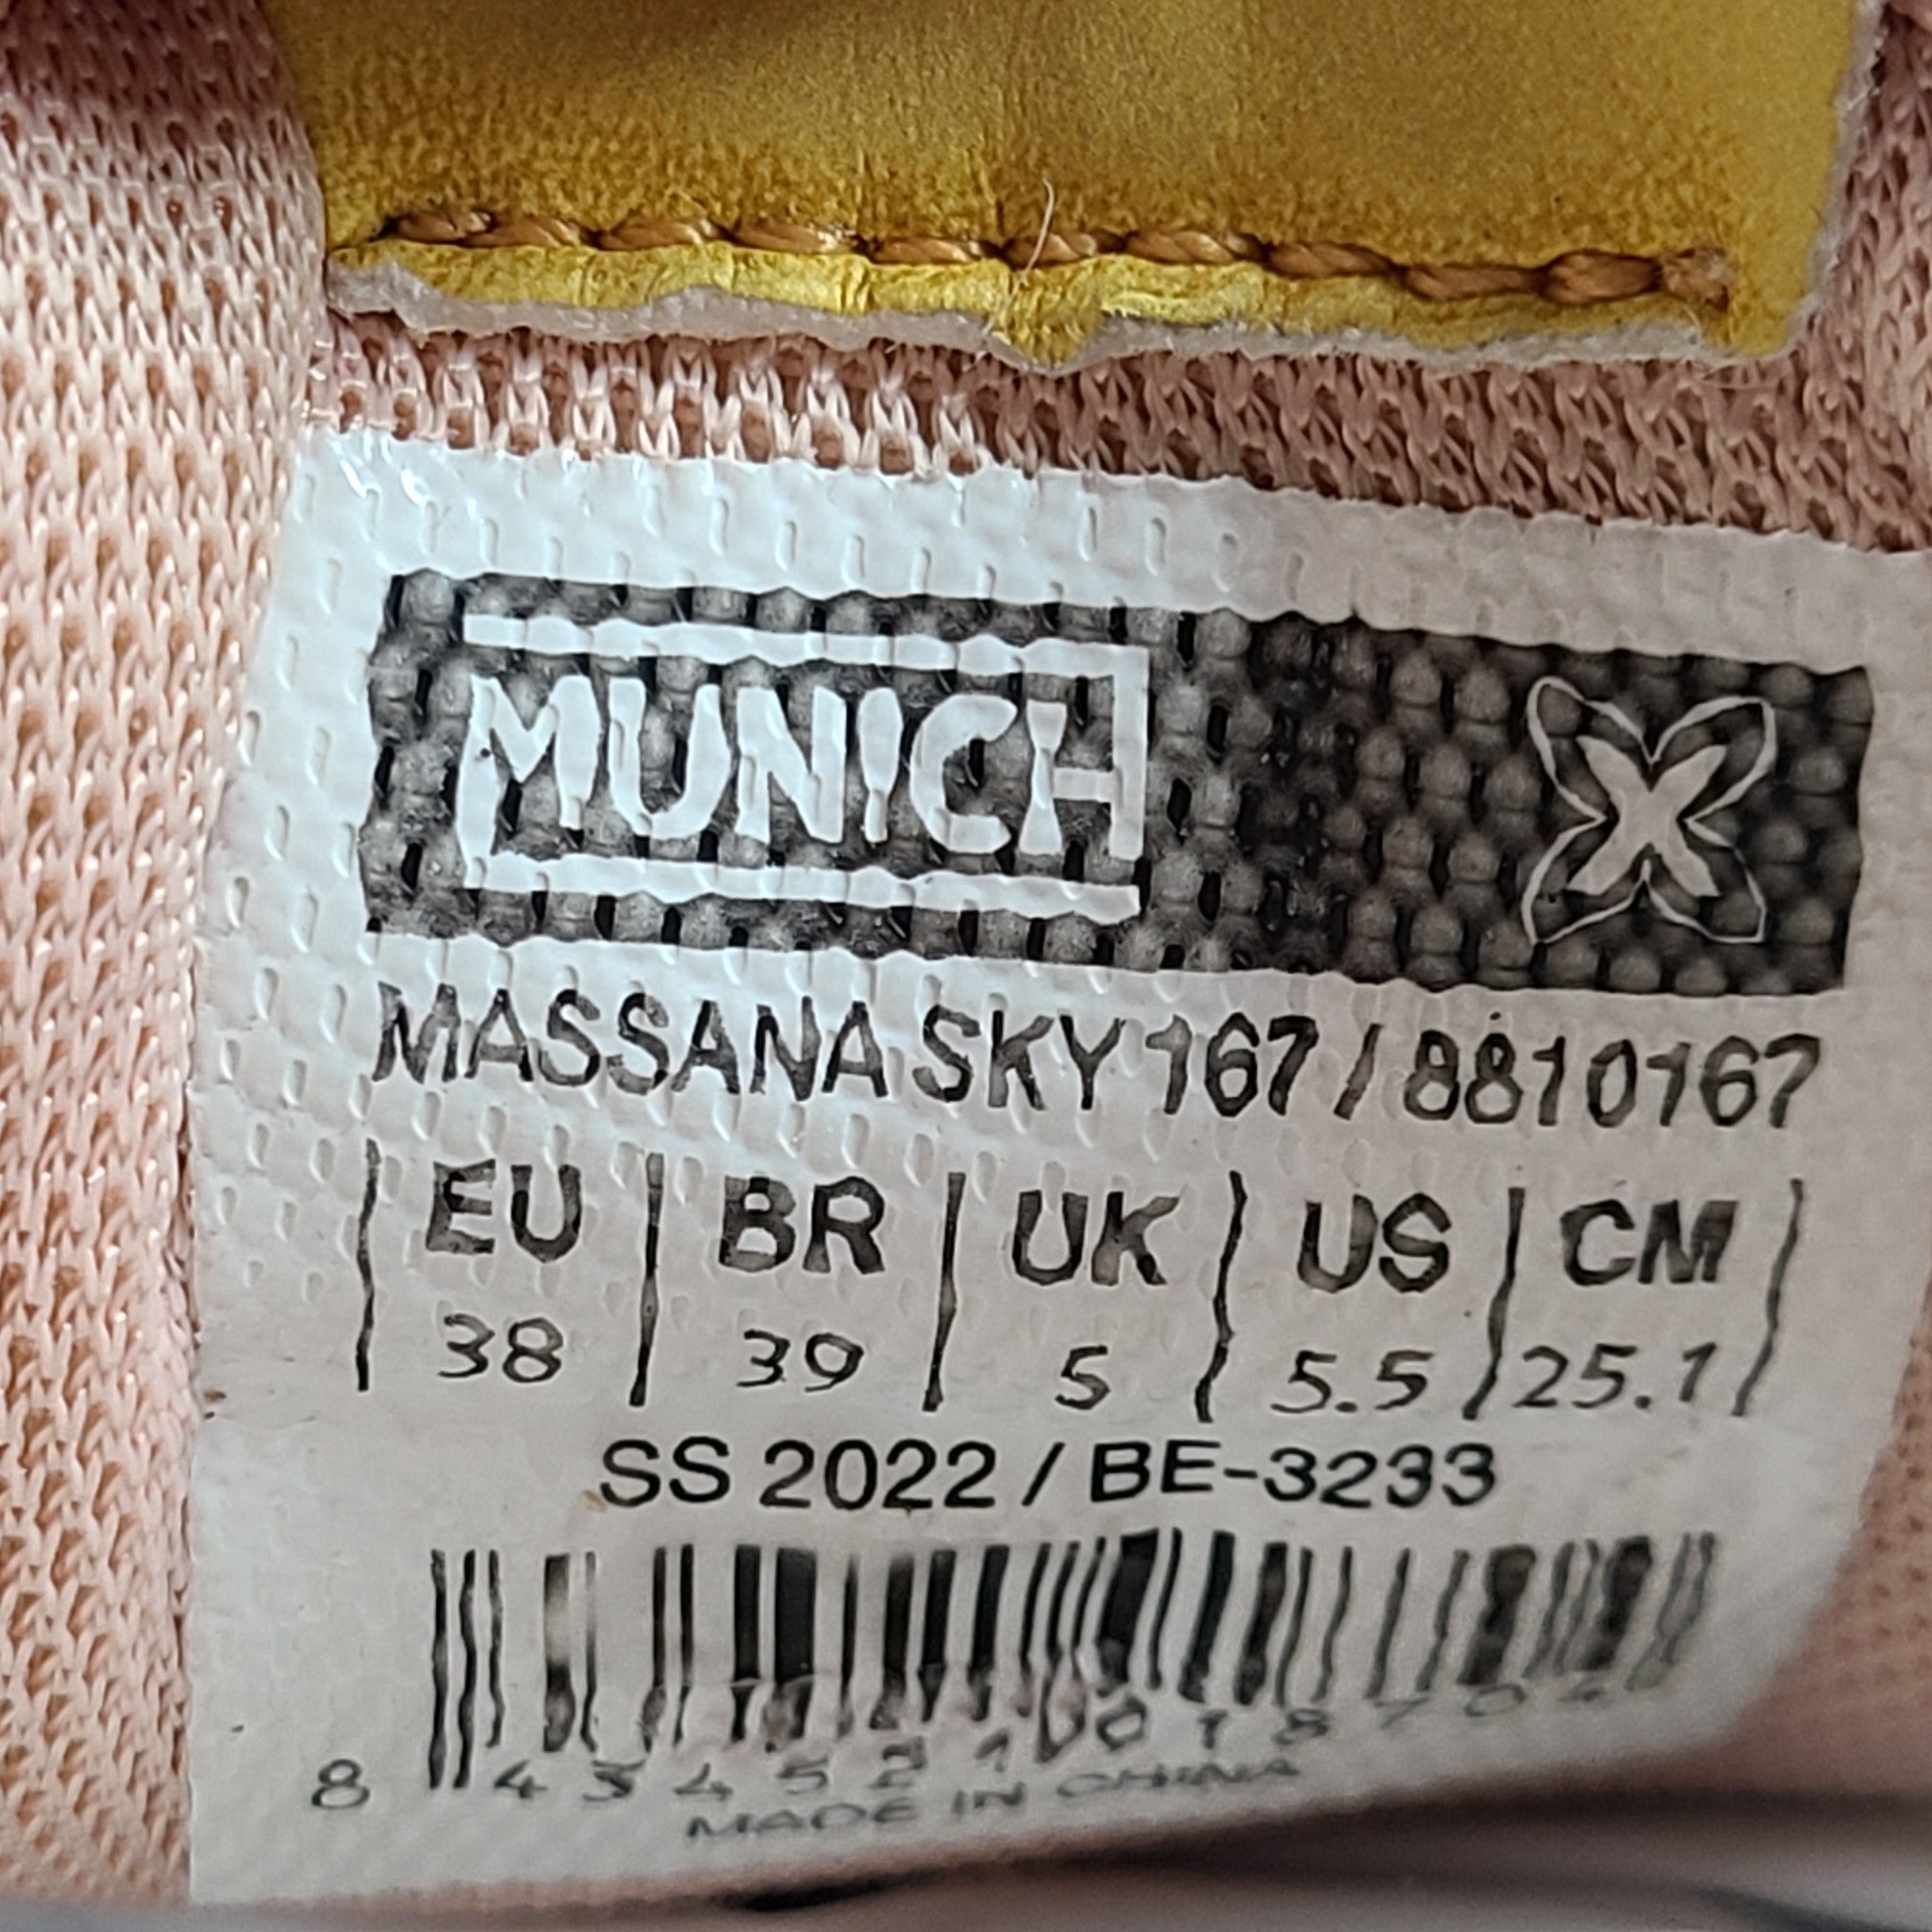 MUNICH X
MASSANA SKY 167 / 8810167
EU | BR | UK | US | CM
38 | 39 | 5 | 5.5 | 25.1
SS 2022 / BE-3233
MADE IN CHINA